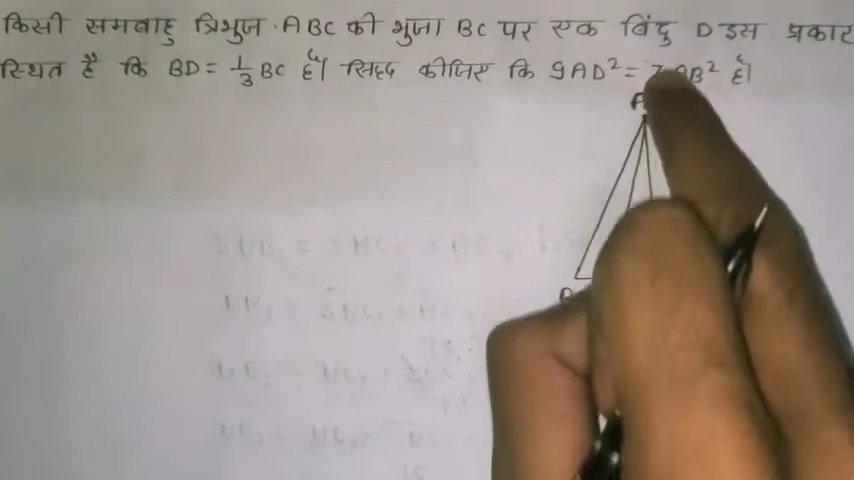 किसी समबाहु त्रिभुज ABC की भुजा BC पर एक बिंदु D इस प्रकार
स्थित है कि BD = 1/3 BC है। सिद्ध कीजिए कि 9AD² = 7AB² है।
A
B